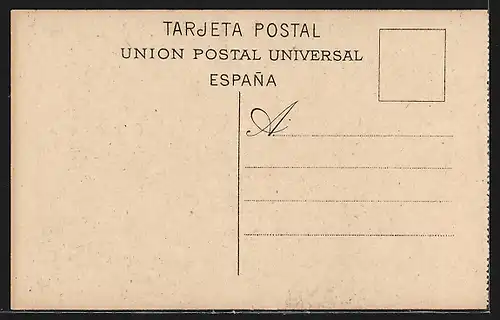 TARJETA POSTAL
UNION POSTAL UNIVERSAL
ESPAÑA
A